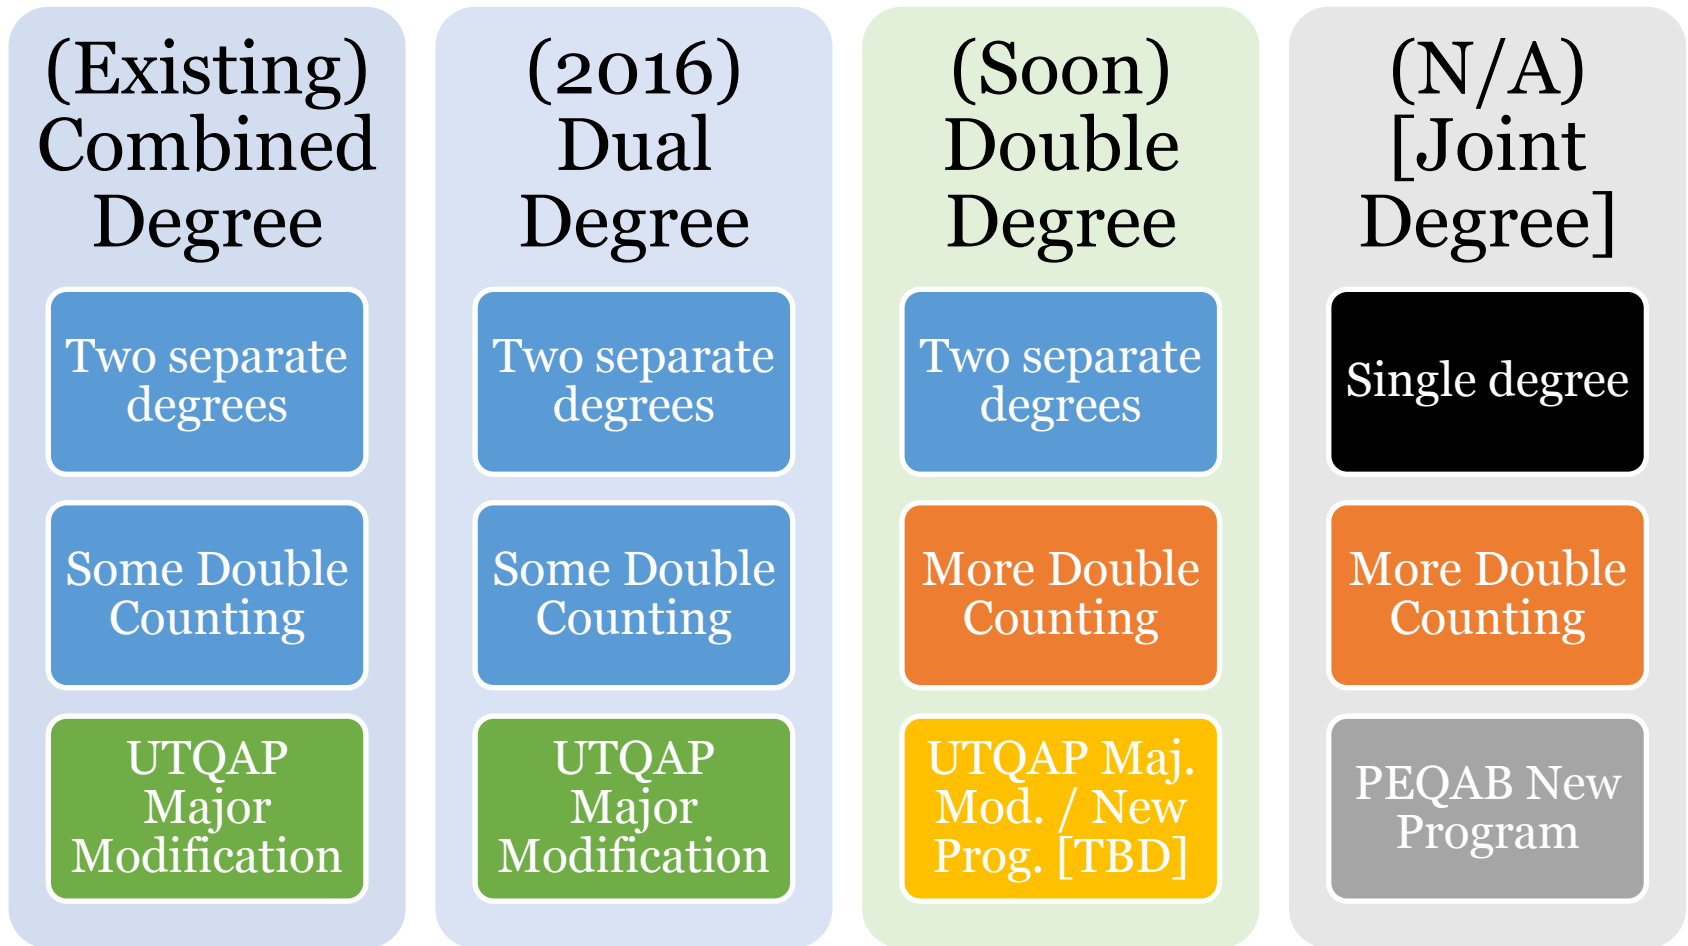 (Existing)
Combined
Degree
Two separate
degrees
Some Double
Counting
UTQAP
Major
Modification
(2016)
Dual
Degree
Two separate
degrees
Some Double
Counting
UTQAP
Major
Modification
(Soon)
Double
Degree
Two separate
degrees
More Double
Counting
UTQAP Maj.
Mod. / New
Prog. [TBD]
(N/A)
[Joint
Degree]
Single degree
More Double
Counting
PEQAB New
Program